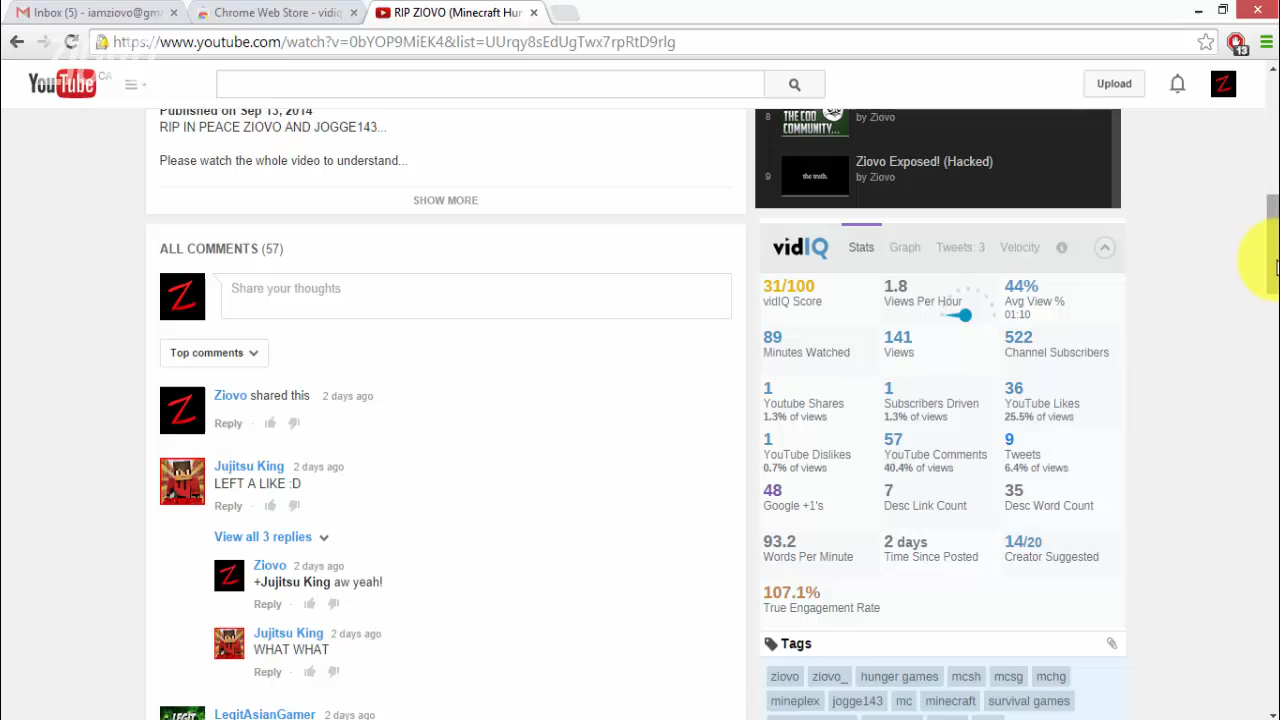 Inbox (5) - iamziovo@gma
Chrome Web Store - vidiq
RIP ZIOVO (Minecraft Hun
https://www.youtube.com/watch?v=0bYOP9MiEK4&list=UUrqy8sEdUgTwx7rpRtD9rlg
13
YouTube CA
Upload
Published on Sep 13, 2014
RIP IN PEACE ZIOVO AND JOGGE143...
Please watch the whole video to understand...
SHOW MORE
8
THE COD
COMMUNITY...
by Ziovo
9
the truth.
Ziovo Exposed! (Hacked)
by Ziovo
ALL COMMENTS (57)
Share your thoughts
Top comments
Ziovo shared this 2 days ago
Reply
Jujitsu King 2 days ago
LEFT A LIKE :D
Reply
View all 3 replies
Ziovo 2 days ago
+Jujitsu King aw yeah!
Reply
Jujitsu King 2 days ago
WHAT WHAT
Reply
LEGIT
LegitAsianGamer 2 days ago
vidIQ Stats Graph Tweets: 3 Velocity
31/100 1.8 44%
vidIQ Score Views Per Hour Avg View %
01:10
89 141 522
Minutes Watched Views Channel Subscribers
1 1 36
Youtube Shares Subscribers Driven YouTube Likes
1.3% of views 1.3% of views 25.5% of views
1 57 9
YouTube Dislikes YouTube Comments Tweets
0.7% of views 40.4% of views 6.4% of views
48 7 35
Google +1's Desc Link Count Desc Word Count
93.2 2 days 14/20
Words Per Minute Time Since Posted Creator Suggested
107.1%
True Engagement Rate
Tags
ziovo ziovo_ hunger games mcsh mcsg mchg
mineplex jogge143 mc minecraft survival games